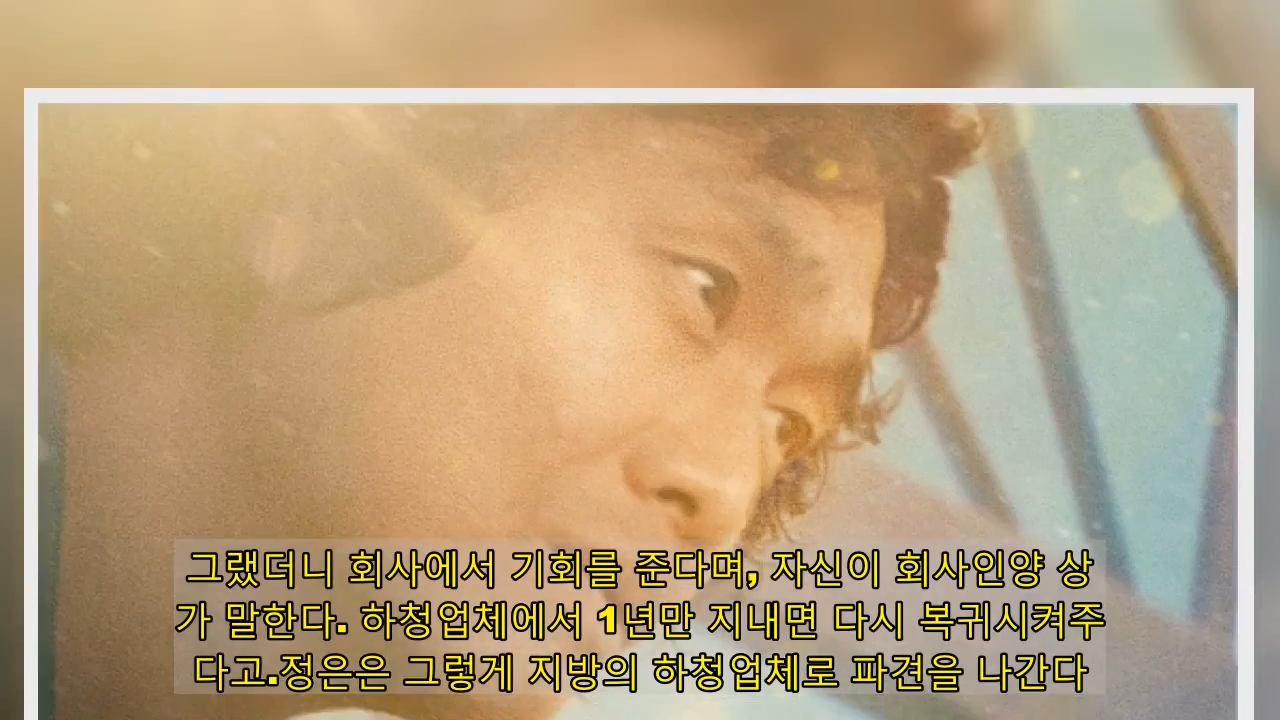 그랬더니 회사에서 기회를 준다며, 자신이 회사인양 상
가 말한다. 하청업체에서 1년만 지내면 다시 복귀시켜주
다고.정은은 그렇게 지방의 하청업체로 파견을 나간다